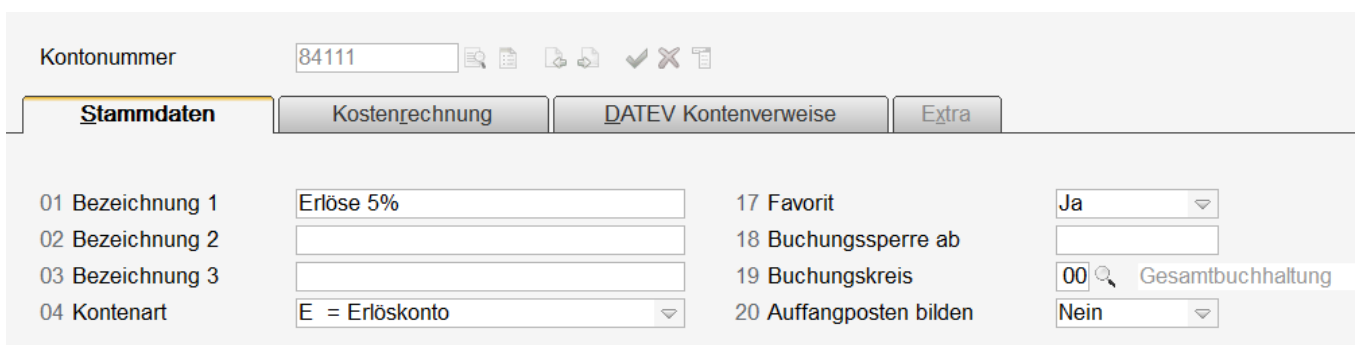 Kontonummer 84111
Stammdaten Kostenrechnung DATEV Kontenverweise Extra
01 Bezeichnung 1 Erlöse 5% 17 Favorit Ja
02 Bezeichnung 2 18 Buchungssperre ab
03 Bezeichnung 3 19 Buchungskreis 00 Gesamtbuchhaltung
04 Kontenart E = Erlöskonto 20 Auffangposten bilden Nein